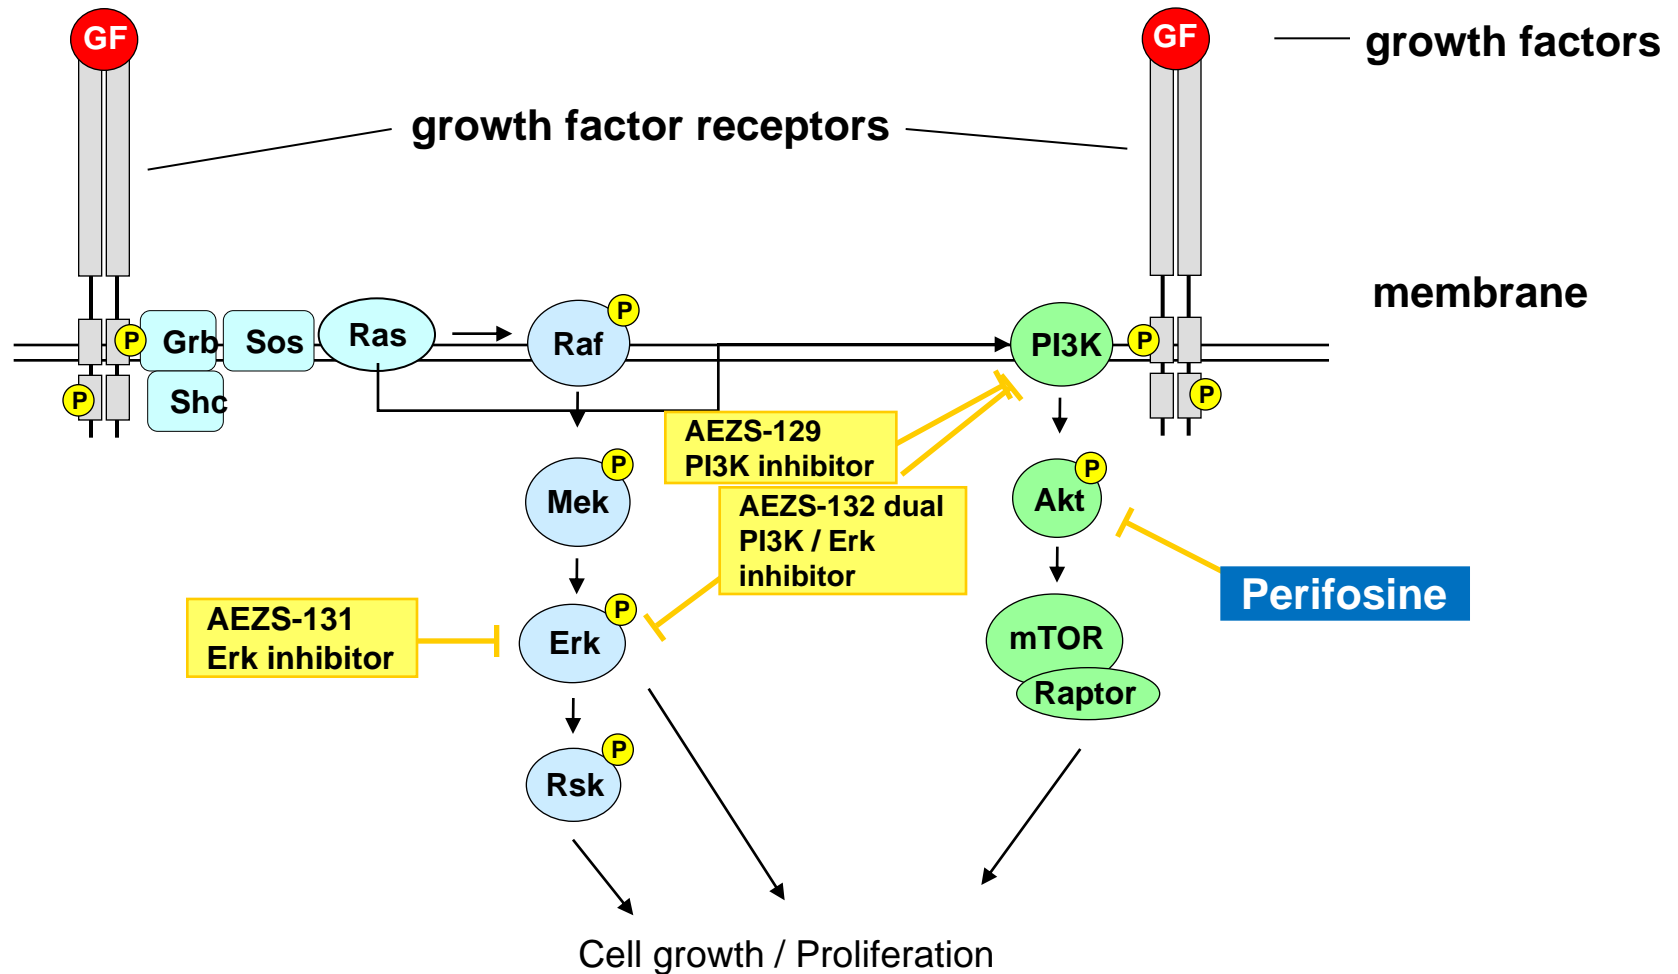 GF
GF
growth factors
growth factor receptors
membrane
P
Grb
Sos
Ras
Raf
P
PI3K
P
P
Shc
P
AEZS-129
PI3K inhibitor
Mek
P
AEZS-132 dual
PI3K / Erk
inhibitor
Akt
P
Perifosine
AEZS-131
Erk inhibitor
Erk
P
mTOR
Raptor
Rsk
P
Cell growth / Proliferation